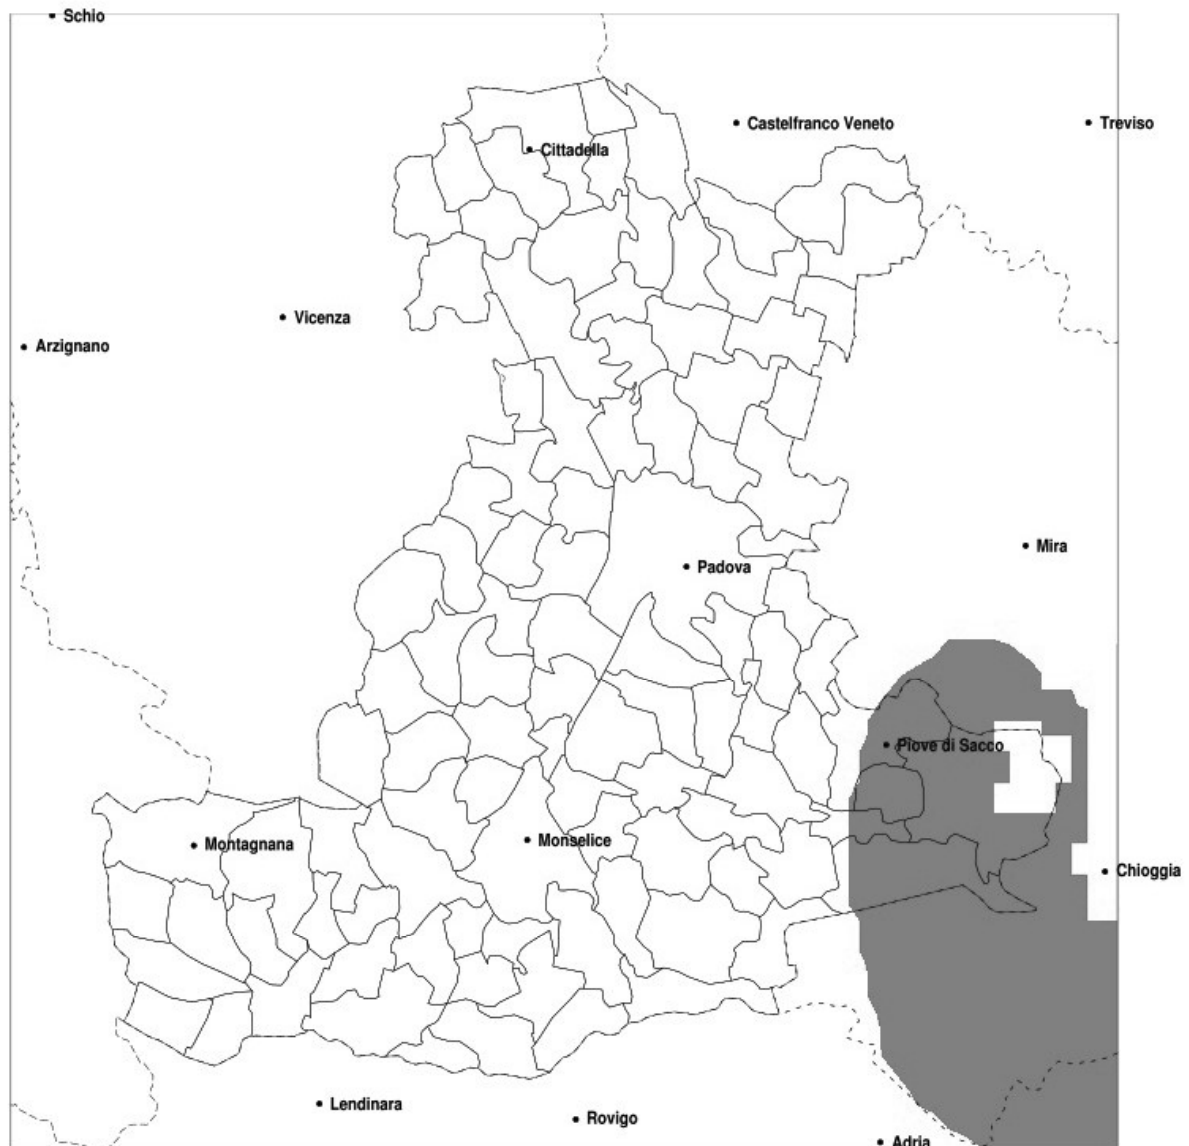 Schio
Castelfranco Veneto
Treviso
Cittadella
Vicenza
Arzignano
Mira
Padova
Piove di Sacco
Montagnana
Monselice
Chioggia
Lendinara
Rovigo
Adria